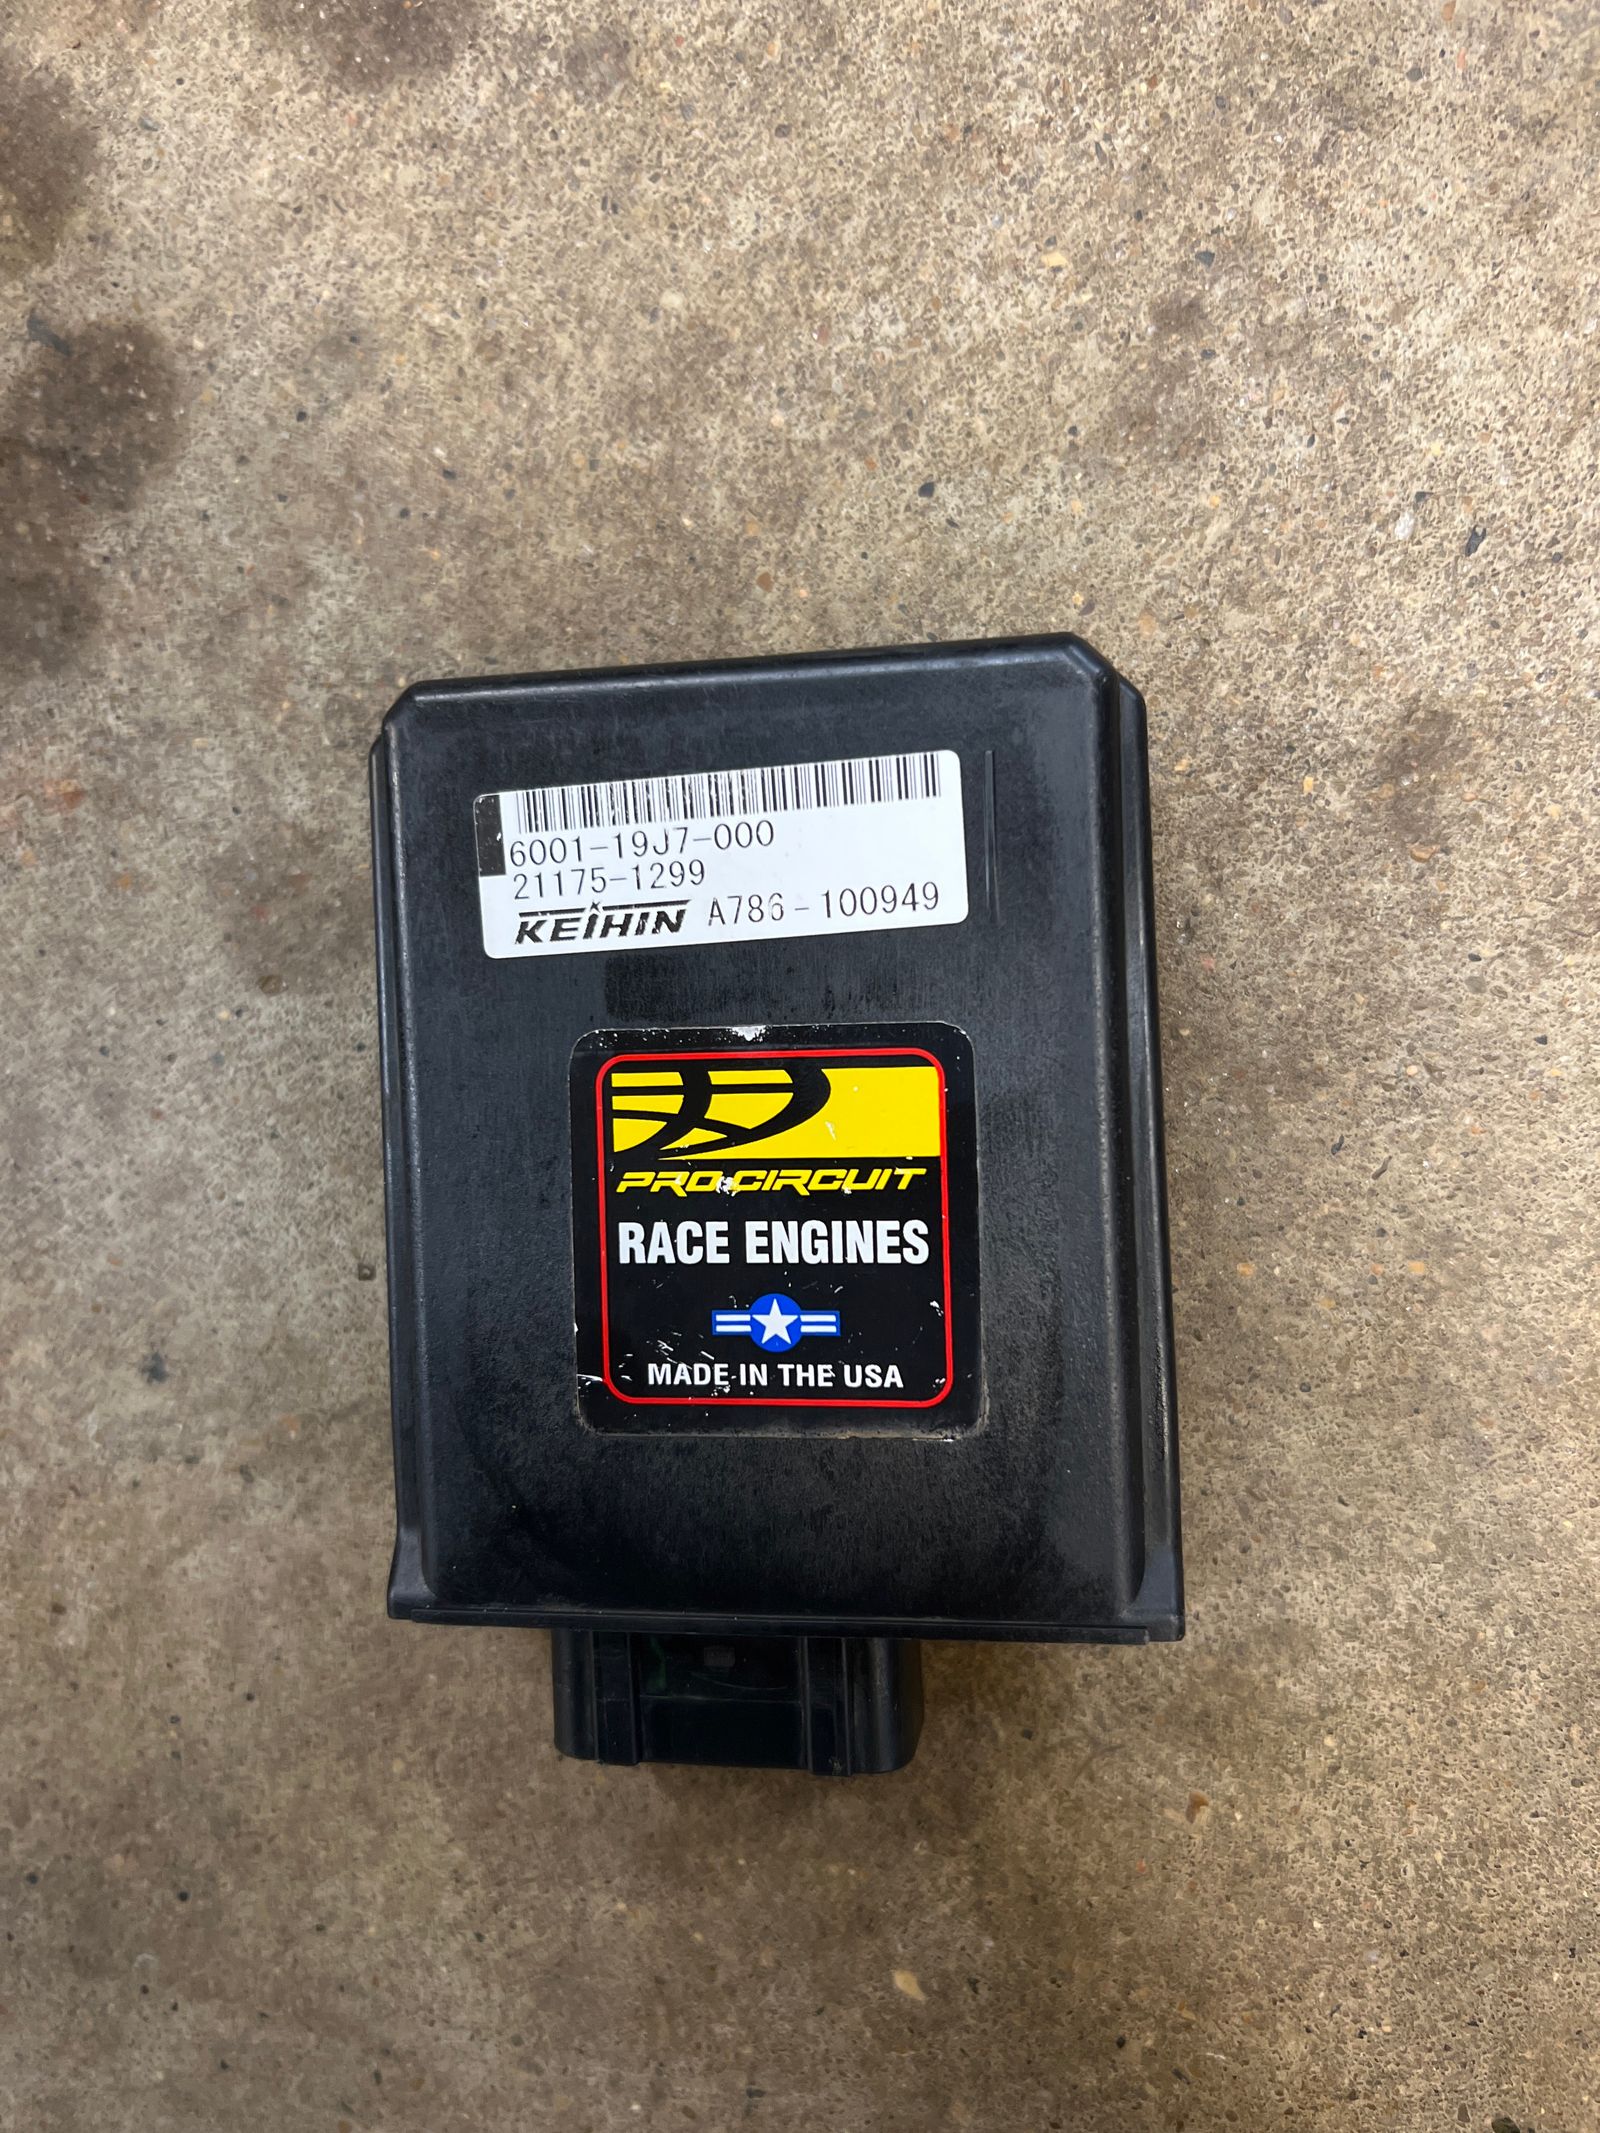 6001-19J7-000
21175-1299
KEIHIN A786-100949
PRO CIRCUIT
RACE ENGINES
MADE IN THE USA